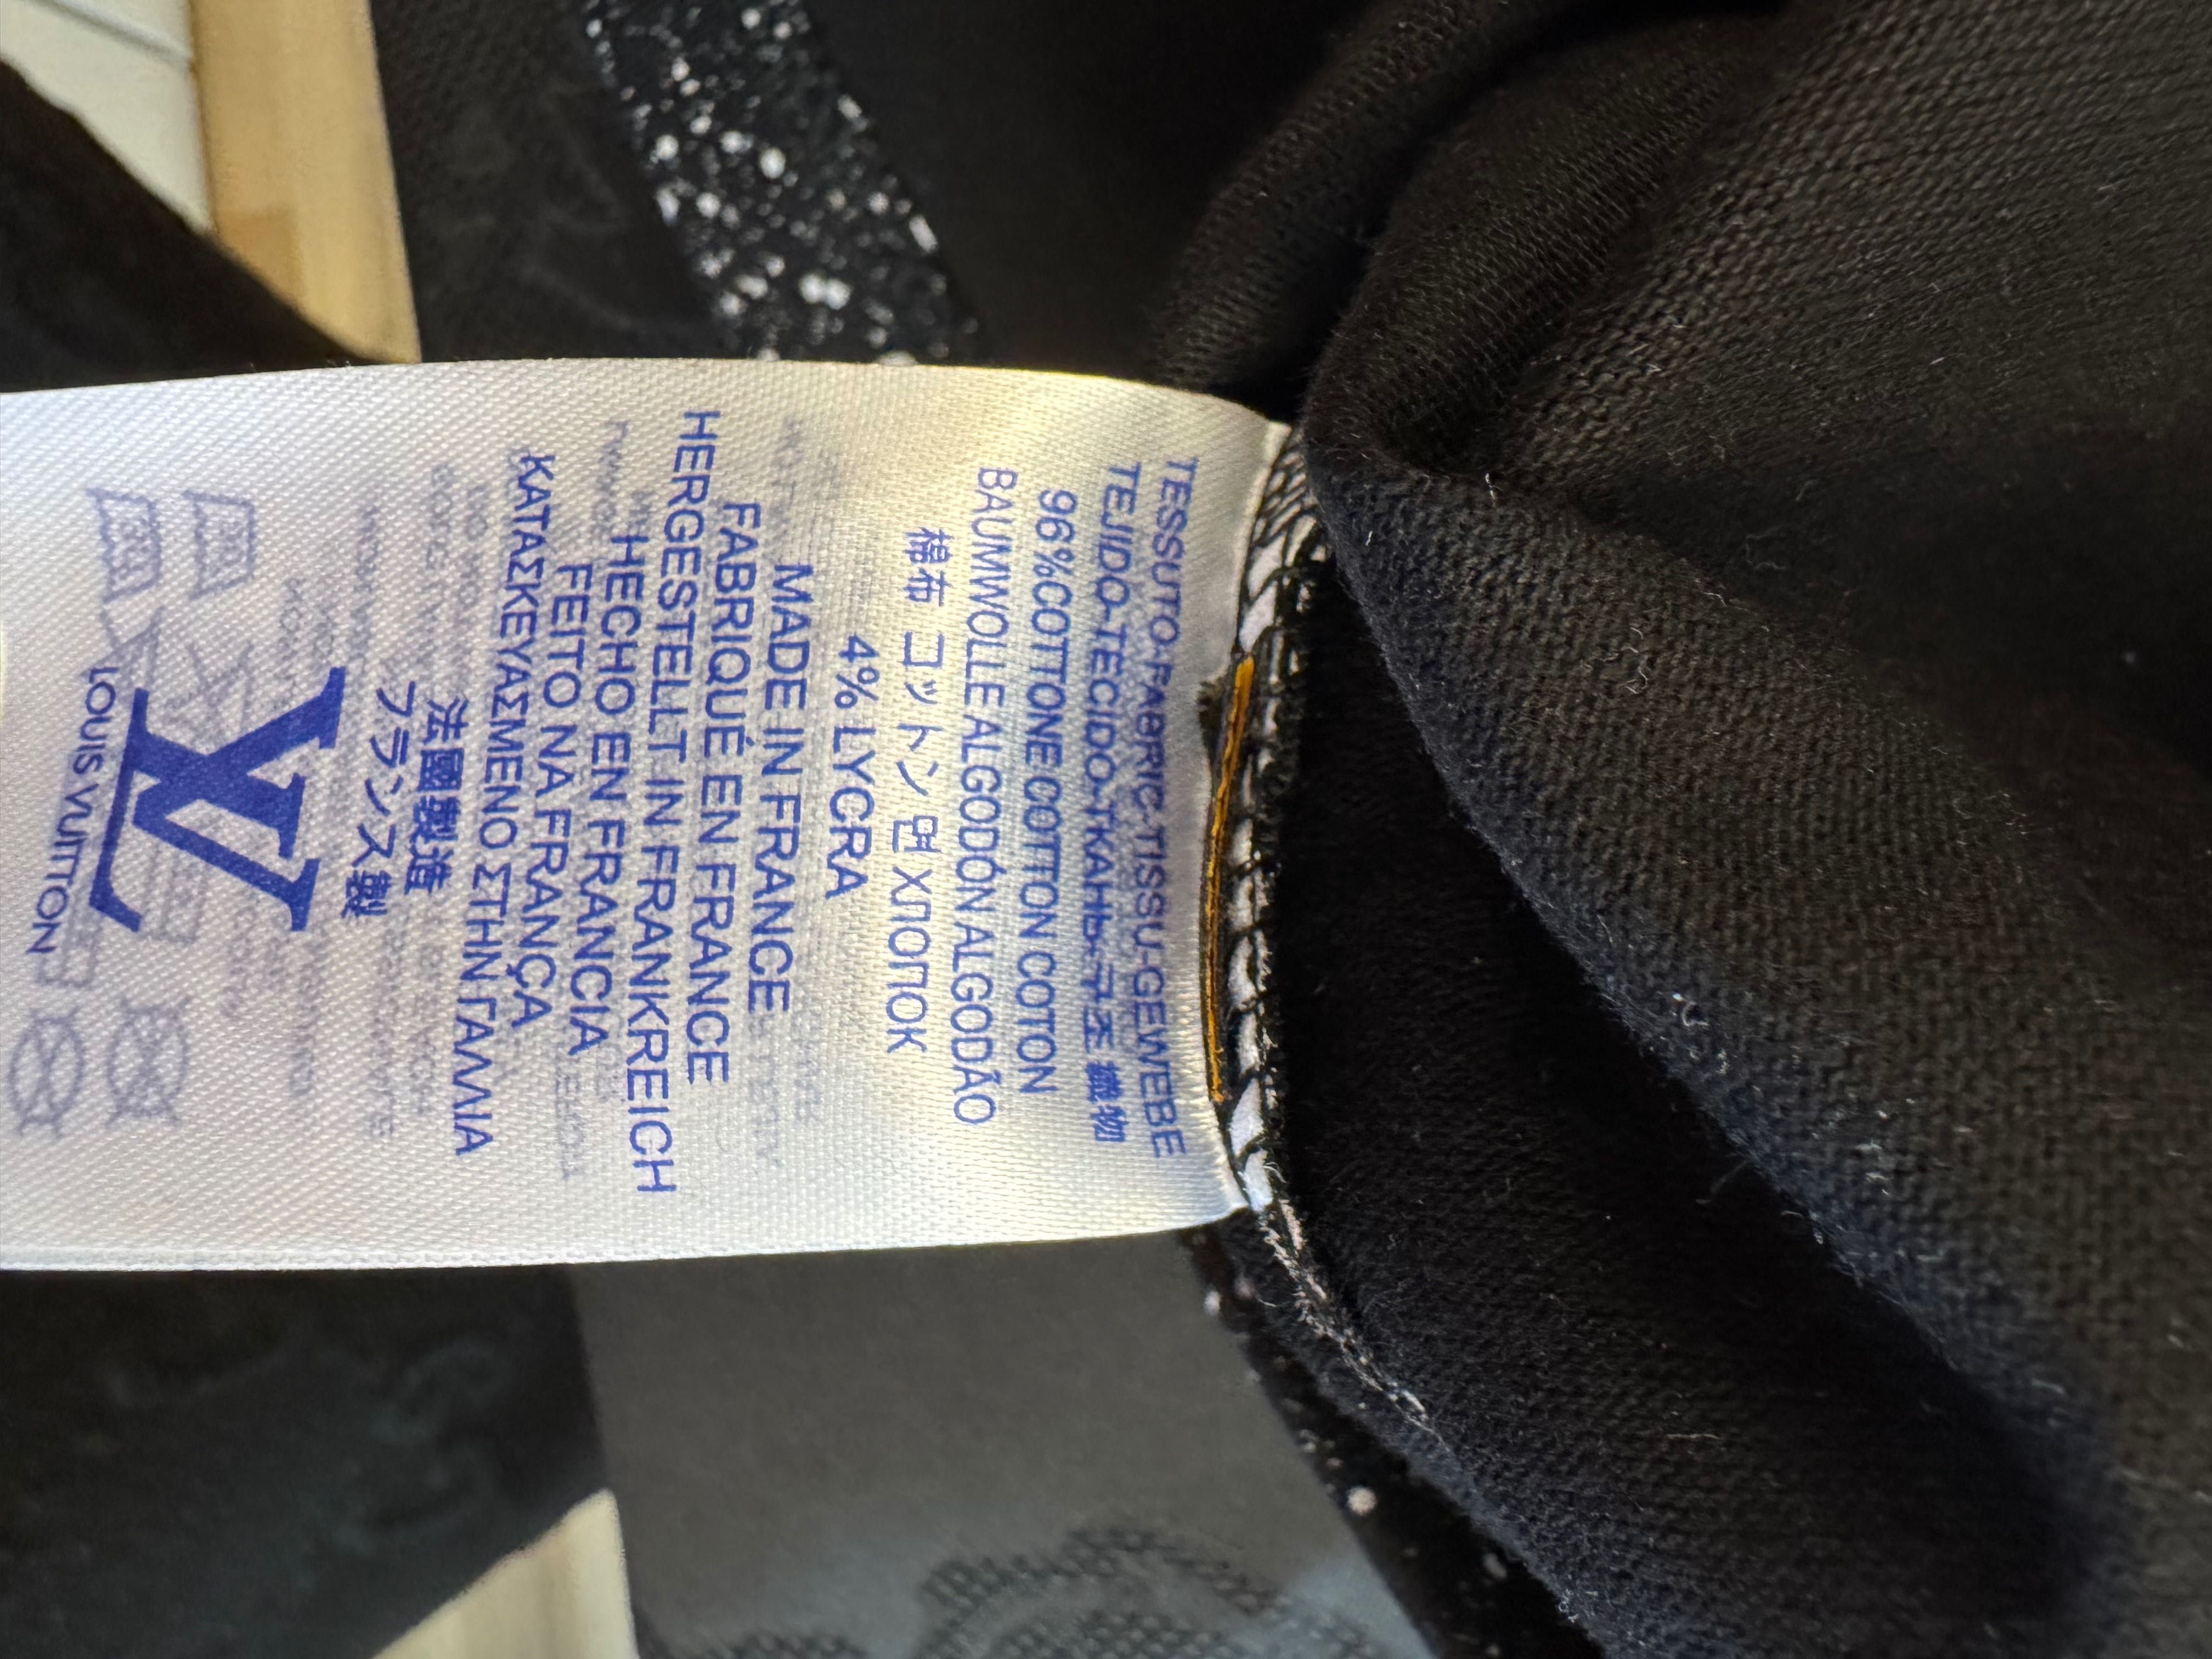 TESSUTO-FABRIC-TISSU-GEWEBE
TEJIDO-TECIDO-ТКАНЬ-구조 織物
96%COTTONE COTTON COTON
BAUMWOLLE ALGODÓN ALGODÃO
棉布 コットン 면 ХЛОПОК
4% LYCRA
MADE IN FRANCE
FABRIQUÉ EN FRANCE
HERGESTELLT IN FRANKREICH
HECHO EN FRANCIA
FEITO NA FRANÇA
ΚΑΤΑΣΚΕΥΑΣΜΕΝΟ ΣΤΗΝ ΓΑΛΛΙΑ
法國製造
フランス製
LV
LOUIS VUITTON